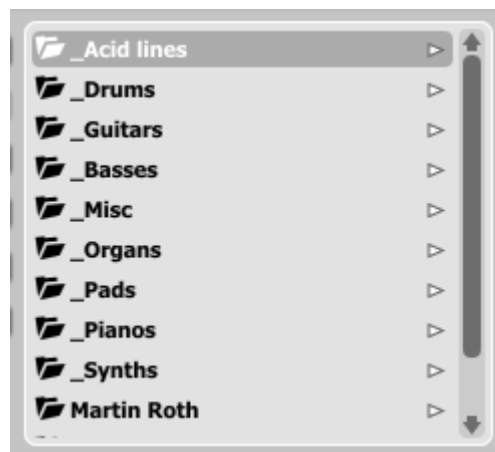 _Acid lines
_Drums
_Guitars
_Basses
_Misc
_Organs
_Pads
_Pianos
_Synths
Martin Roth